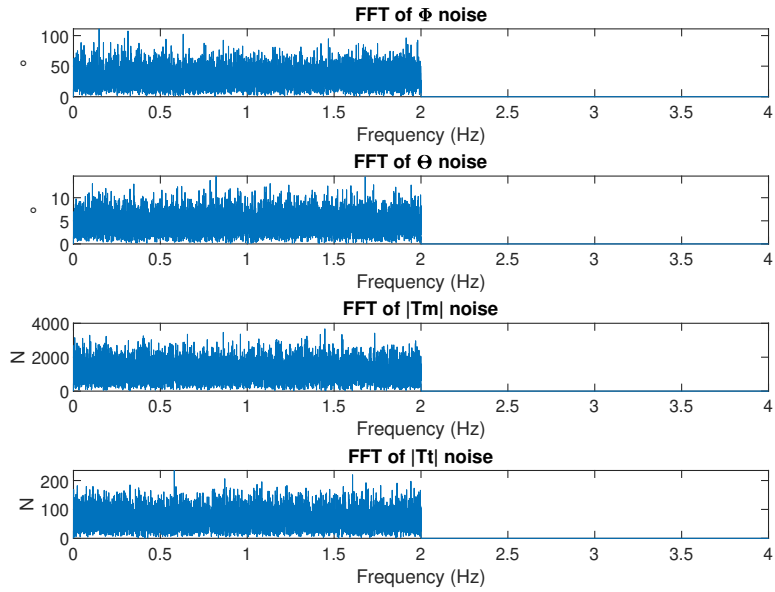 FFT of Φ noise
100
50
0
°
0 0.5 1 1.5 2 2.5 3 3.5 4
Frequency (Hz)
FFT of Θ noise
10
5
0
°
0 0.5 1 1.5 2 2.5 3 3.5 4
Frequency (Hz)
FFT of |Tm| noise
4000
2000
0
N
0 0.5 1 1.5 2 2.5 3 3.5 4
Frequency (Hz)
FFT of |Tt| noise
200
100
0
N
0 0.5 1 1.5 2 2.5 3 3.5 4
Frequency (Hz)